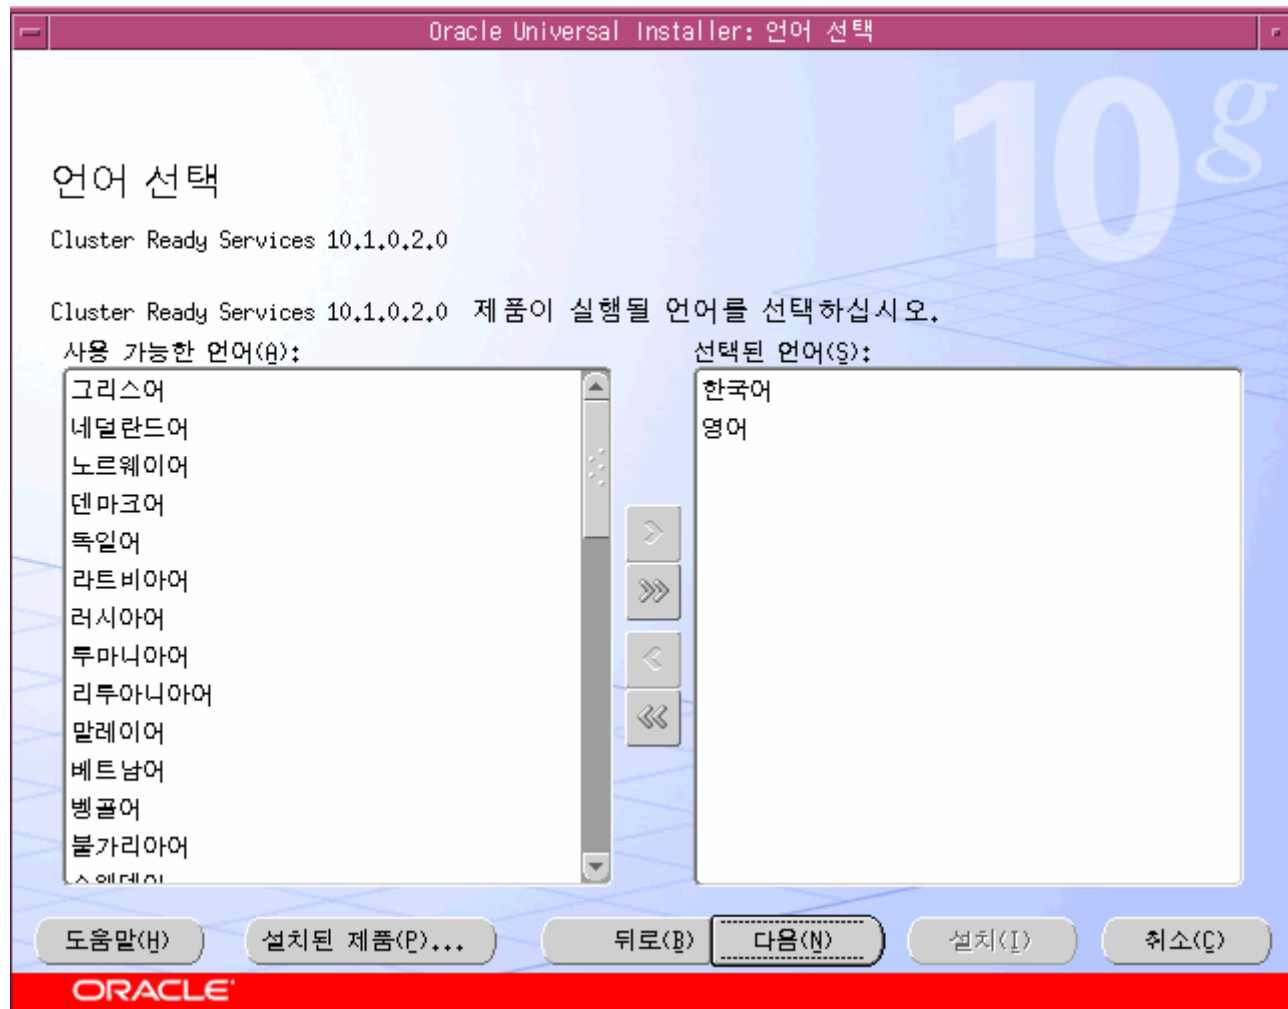 Oracle Universal Installer: 언어 선택
10g
언어 선택
Cluster Ready Services 10.1.0.2.0
Cluster Ready Services 10.1.0.2.0 제품이 실행될 언어를 선택하십시오.
사용 가능한 언어(A):
선택된 언어(S):
그리스어
네덜란드어
노르웨이어
덴마크어
독일어
라트비아어
러시아어
루마니아어
리투아니아어
말레이어
베트남어
벵골어
불가리아어
한국어
영어
도움말(H)
설치된 제품(P)...
뒤로(B)
다음(N)
설치(I)
취소(C)
ORACLE